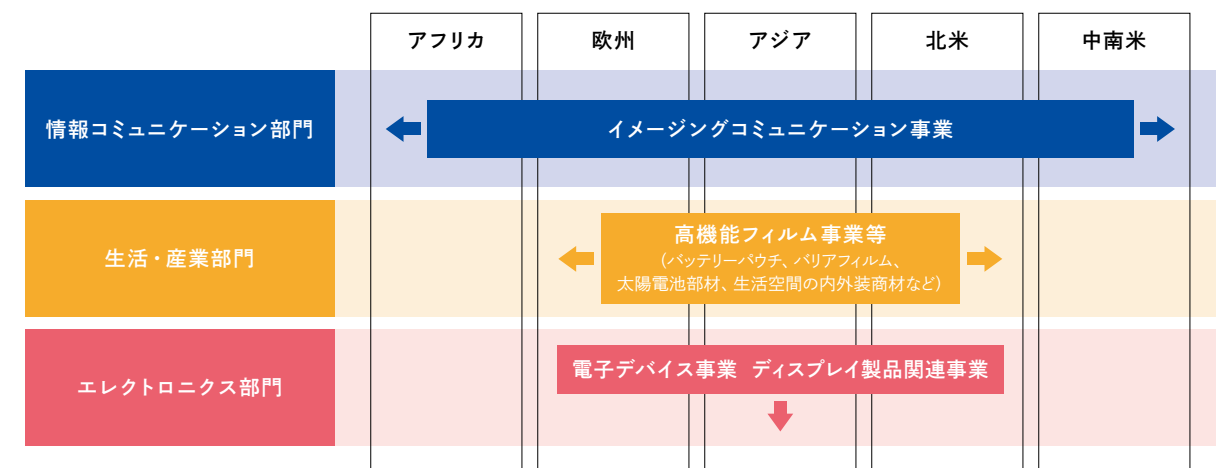 アフリカ
欧州
アジア
北米
中南米
情報コミュニケーション部門
イメージングコミュニケーション事業
生活・産業部門
高機能フィルム事業等
(バッテリーパウチ、バリアフィルム、
太陽電池部材、生活空間の内外装商材など)
エレクトロニクス部門
電子デバイス事業 ディスプレイ製品関連事業